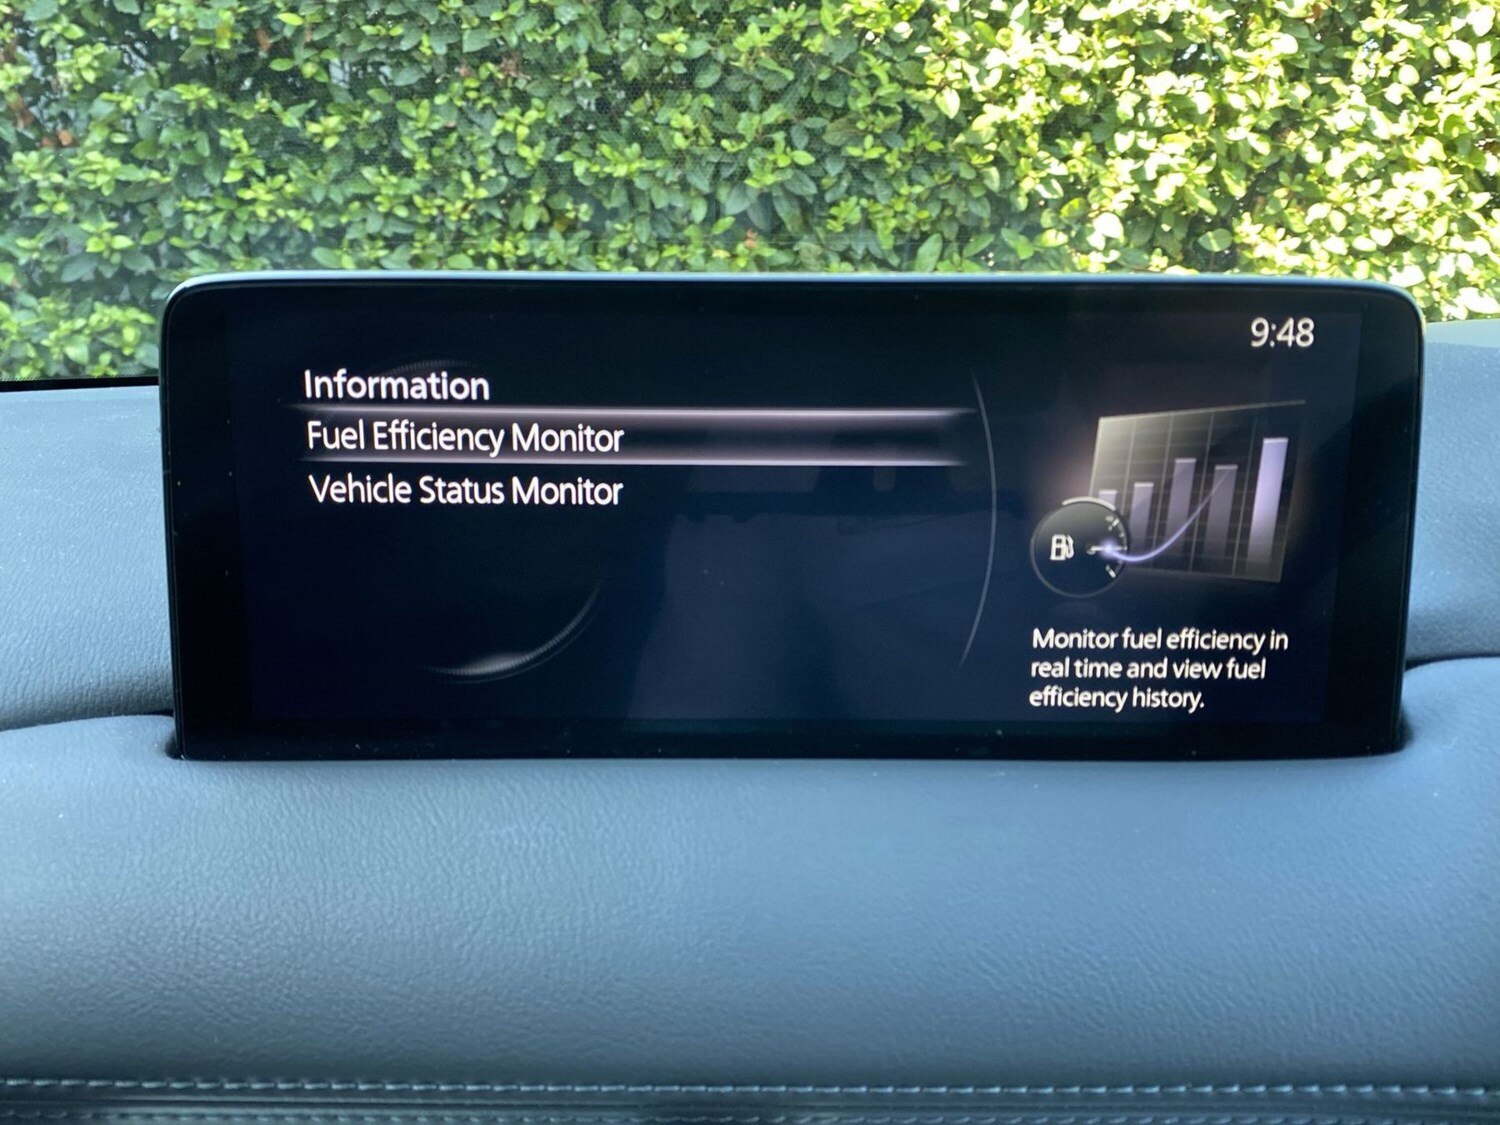 9:48
Information
Fuel Efficiency Monitor
Vehicle Status Monitor
Monitor fuel efficiency in
real time and view fuel
efficiency history.